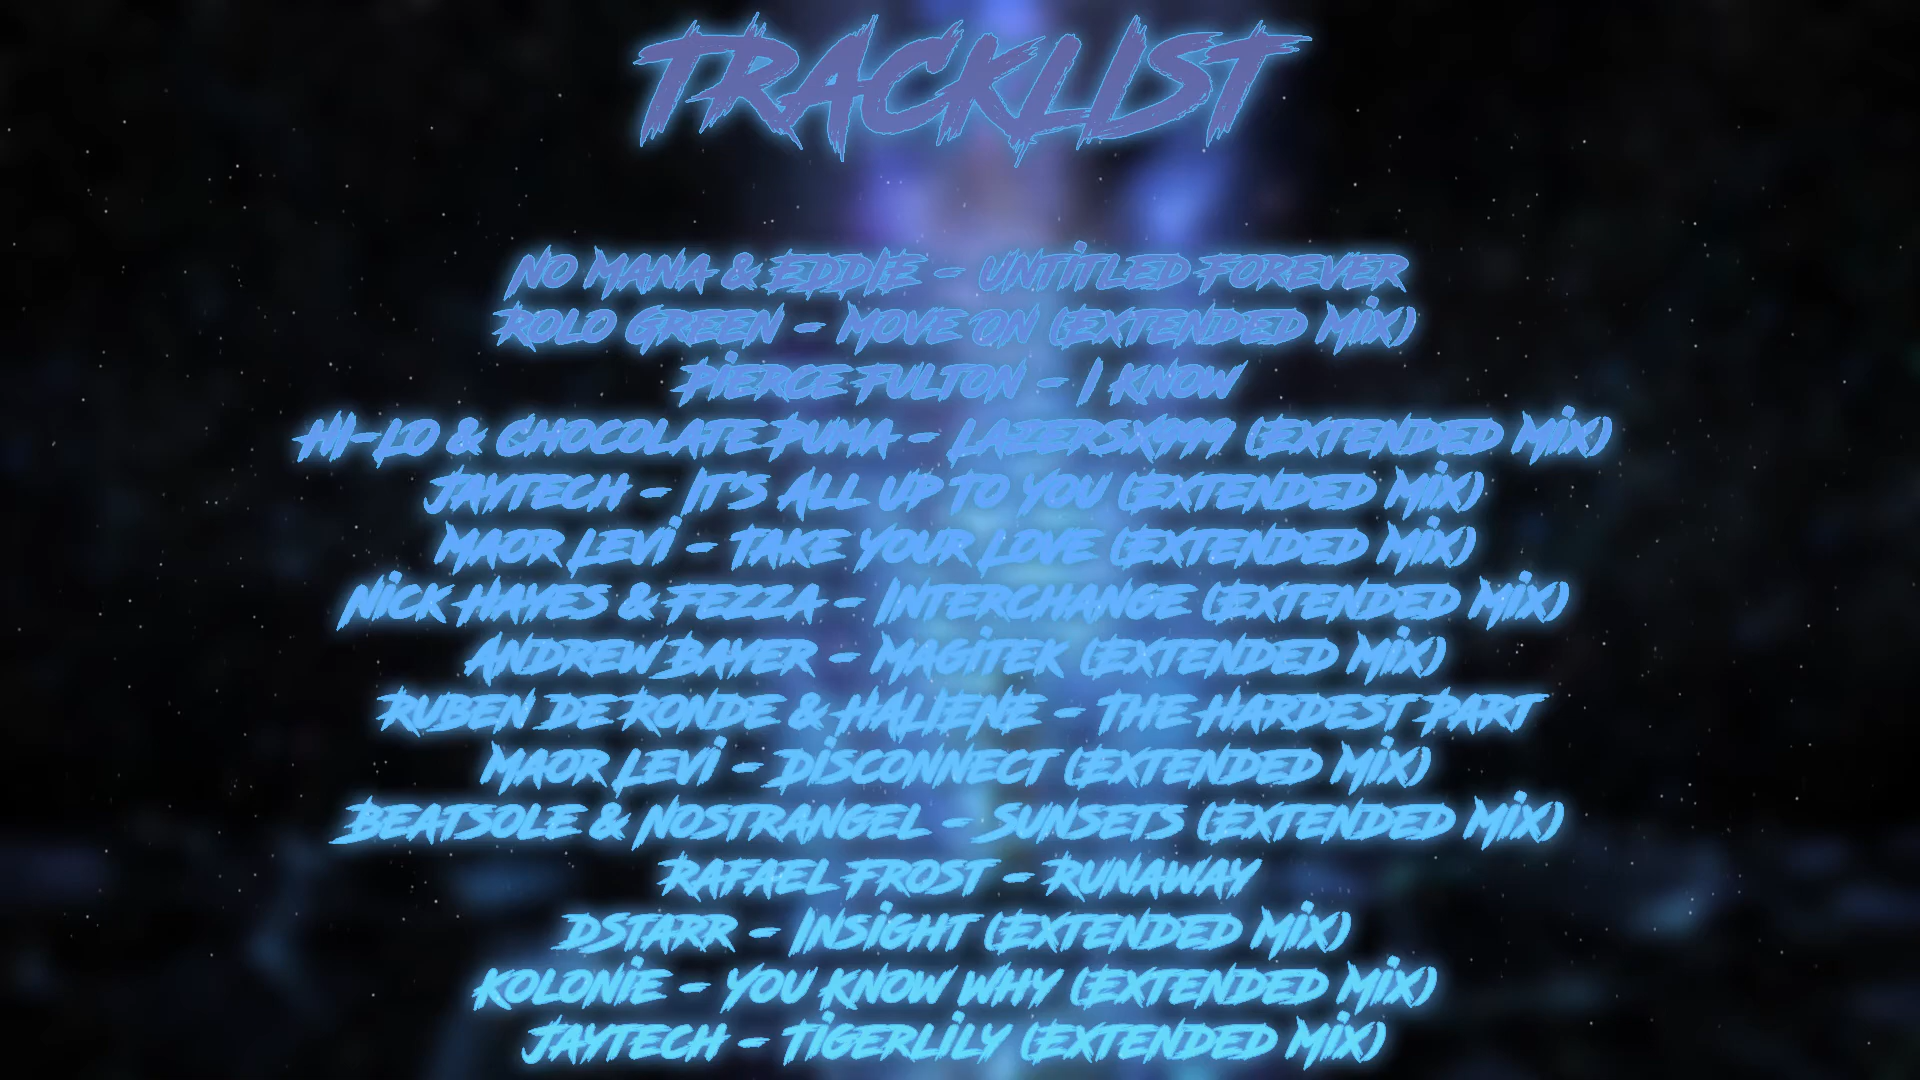 TRACKLIST
No Mana & EDDIE - Untitled Forever
Rolo Green - Move On (Extended Mix)
Pierce Fulton - I Know
HI-LO & Chocolate Puma - LAZERSX999 (Extended Mix)
Jaytech - It's All Up To You (Extended Mix)
Maor Levi - Take Your Love (Extended Mix)
Nick Hayes & Fezza - Interchange (Extended Mix)
Andrew Bayer - Magitek (Extended Mix)
Ruben De Ronde & HALIENE - The Hardest Part
Maor Levi - Disconnect (Extended Mix)
Beatsole & Nostrangel - Sunsets (Extended Mix)
Rafael Frost - Runaway
DSTARR - Insight (Extended Mix)
Kolonie - You Know Why (Extended Mix)
Jaytech - Tigerlily (Extended Mix)